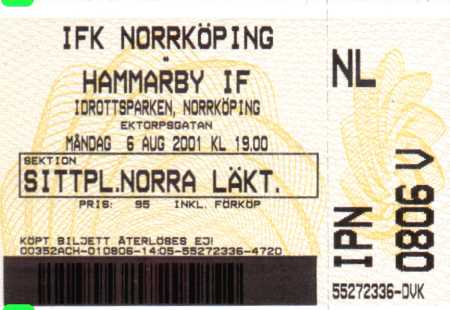 IFK NORRKÖPING
-
HAMMARBY IF
IDROTTSPARKEN, NORRKÖPING
EKTORPSGATAN
MÅNDAG 6 AUG 2001 KL 19.00
SEKTION
SITTPL.NORRA LÄKT.
PRIS: 95 INKL. FÖRKÖP
KÖPT BILJETT ÅTERLÖSES EJ!
00352ACH-010806-14:05-55272336-4720
NL
IPN
0806 V
55272336-DVK